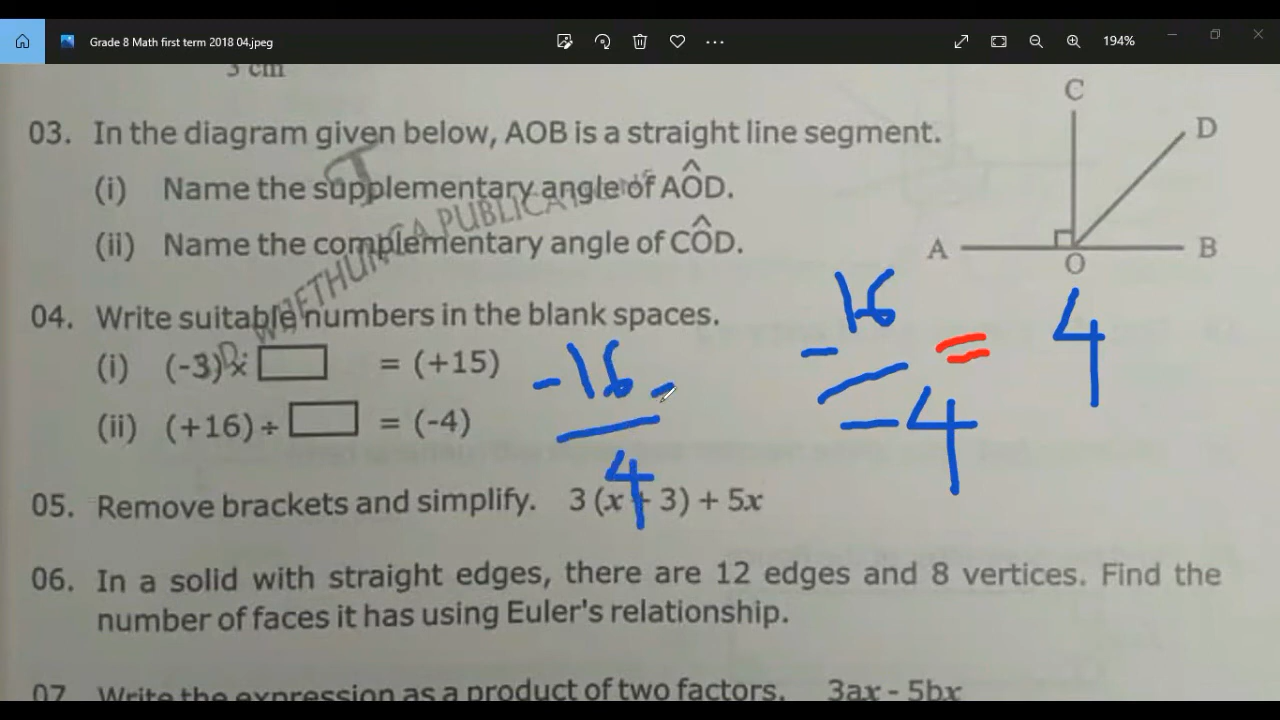 Grade 8 Math first term 2018 04.jpeg
194%
3 cm
03. In the diagram given below, AOB is a straight line segment.
(i) Name the supplementary angle of AÔD.
(ii) Name the complementary angle of CÔD.
C
D
A
O
B
04. Write suitable numbers in the blank spaces.
(i) (-3) × = (+15)
(ii) (+16) ÷ = (-4)
-16
4
- 16
-4
= 4
05. Remove brackets and simplify. 3 (x + 3) + 5x
06. In a solid with straight edges, there are 12 edges and 8 vertices. Find the
number of faces it has using Euler's relationship.
07. Write the expression as a product of two factors. 3ax - 5bx